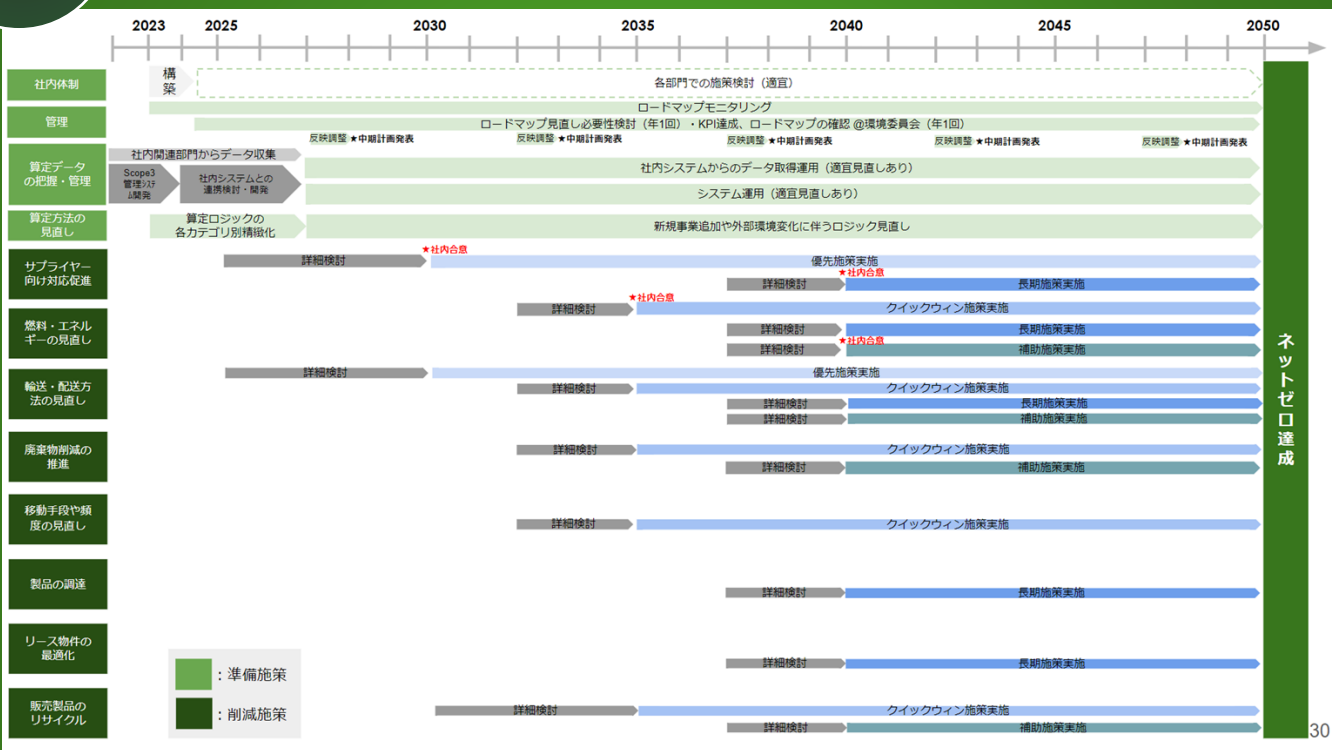 2023 2025 2030 2035 2040 2045 2050
社内体制
構
築
各部門での施策検討（適宜）
管理
ロードマップモニタリング
ロードマップ見直し必要性検討（年1回）・KPI達成、ロードマップの確認 @環境委員会（年1回）
反映調整 ★中期計画発表 反映調整 ★中期計画発表 反映調整 ★中期計画発表 反映調整 ★中期計画発表 反映調整 ★中期計画発表
算定データ
の把握・管理
社内関連部門からデータ収集
Scope3
管理ｼｽﾃ
ﾑ開発
社内システムとの
連携検討・開発
社内システムからのデータ取得運用（適宜見直しあり）
システム運用（適宜見直しあり）
算定方法の
見直し
算定ロジックの
各カテゴリ別精緻化
新規事業追加や外部環境変化に伴うロジック見直し
サプライヤー
向け対応促進
★社内合意
詳細検討 優先施策実施
★社内合意
詳細検討 長期施策実施
燃料・エネル
ギーの見直し
★社内合意
詳細検討 クイックウィン施策実施
詳細検討 長期施策実施
★社内合意
詳細検討 補助施策実施
輸送・配送方
法の見直し
詳細検討 優先施策実施
詳細検討 クイックウィン施策実施
詳細検討 長期施策実施
詳細検討 補助施策実施
廃棄物削減の
推進
詳細検討 クイックウィン施策実施
詳細検討 補助施策実施
移動手段や頻
度の見直し
詳細検討 クイックウィン施策実施
製品の調達
詳細検討 長期施策実施
リース物件の
最適化
詳細検討 長期施策実施
販売製品の
リサイクル
詳細検討 クイックウィン施策実施
詳細検討 補助施策実施
：準備施策
：削減施策
ネットゼロ達成
30